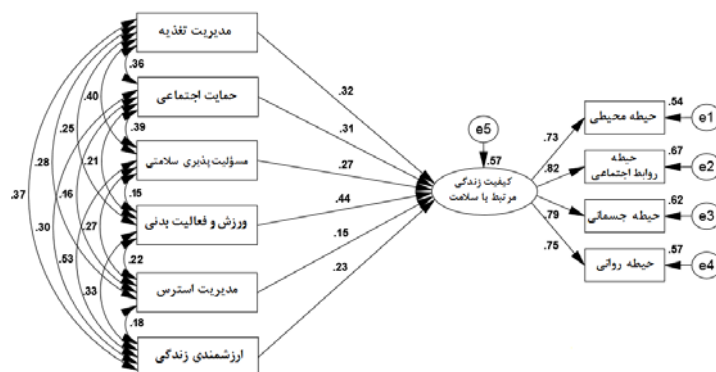 مدیریت تغذیه
حمایت اجتماعی
مسؤلیت پذیری سلامتی
ورزش و فعالیت بدنی
مدیریت استرس
ارزشمندی زندگی
.36
.40
.39
.25
.21
.28
.15
.16
.37
.27
.30
.53
.22
.33
.18
.32
.31
.27
.44
.15
.23
e5
.57
کیفیت زندگی
مرتبط با سلامت
.73
.82
.79
.75
حیطه محیطی
.54
e1
حیطه
روابط اجتماعی
.67
e2
حیطه جسمانی
.62
e3
حیطه روانی
.57
e4